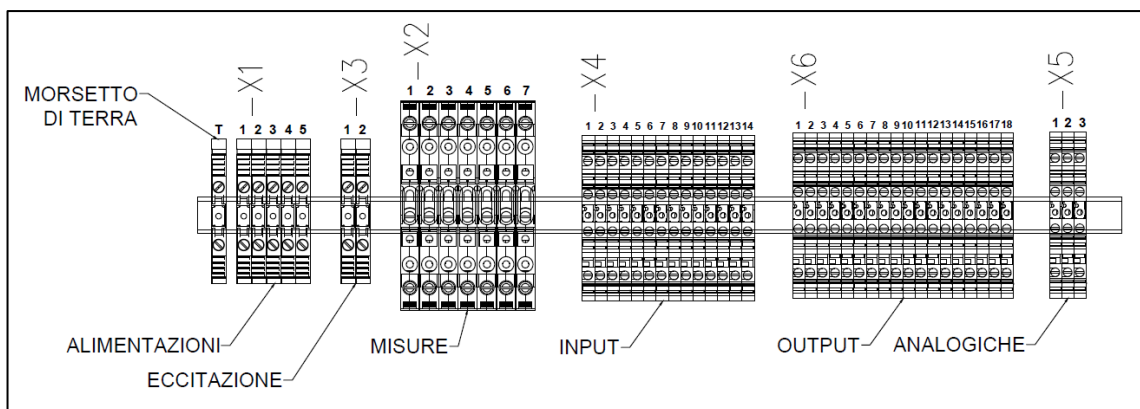 -X1
-X3
-X2
-X4
-X6
-X5
MORSETTO
DI TERRA
T 1 2 3 4 5
1 2
1 2 3 4 5 6 7
1 2 3 4 5 6 7 8 9 10 11 12 13 14
1 2 3 4 5 6 7 8 9 10 11 12 13 14 15 16 17 18
1 2 3
ALIMENTAZIONI
ECCITAZIONE
MISURE
INPUT
OUTPUT
ANALOGICHE